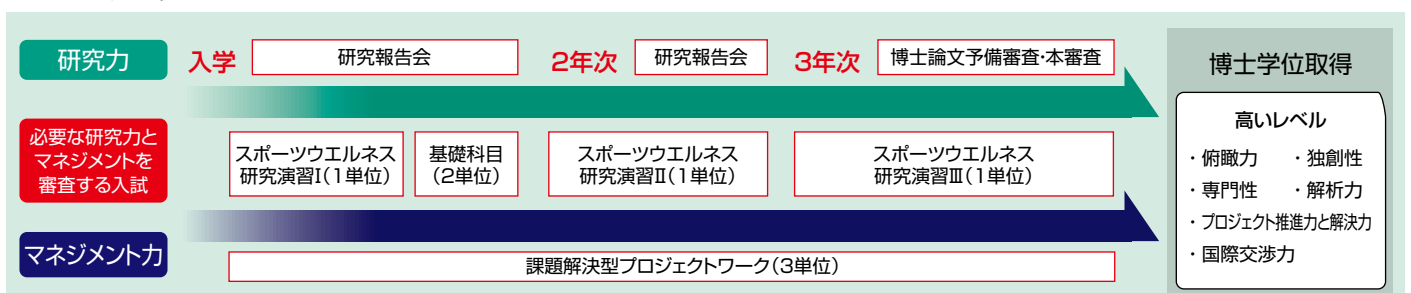 研究力
入学
研究報告会
2年次
研究報告会
3年次
博士論文予備審査・本審査
必要な研究力と
マネジメントを
審査する入試
スポーツウエルネス
研究演習Ⅰ(1単位)
基礎科目
(2単位)
スポーツウエルネス
研究演習Ⅱ(1単位)
スポーツウエルネス
研究演習Ⅲ(1単位)
マネジメント力
課題解決型プロジェクトワーク(3単位)
博士学位取得
高いレベル
・俯瞰力 ・独創性
・専門性 ・解析力
・プロジェクト推進力と解決力
・国際交渉力